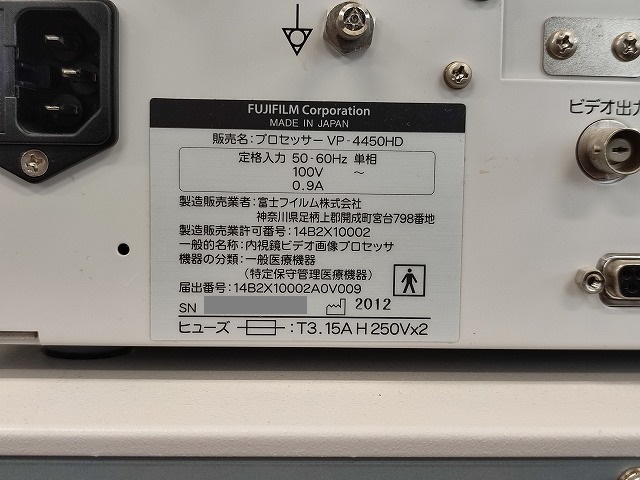 FUJIFILM Corporation
MADE IN JAPAN
ビデオ出力
販売名：プロセッサー VP-4450HD
定格入力 50-60Hz 単相
100V ～
0.9A
製造販売業者：富士フイルム株式会社
神奈川県足柄上郡開成町宮台798番地
製造販売業許可番号：14B2X10002
一般的名称：内視鏡ビデオ画像プロセッサ
機器の分類：一般医療機器
（特定保守管理医療機器）
届出番号：14B2X10002A0V009
SN 2012
ヒューズ ：T3.15A H 250Vx2